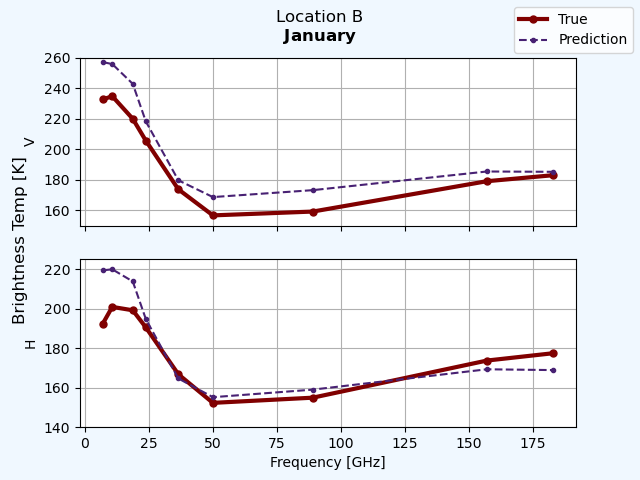 Location B
January
True
Prediction
260
240
220
200
180
160
V
Brightness Temp [K]
220
200
180
160
140
H
0
25
50
75
100
125
150
175
Frequency [GHz]